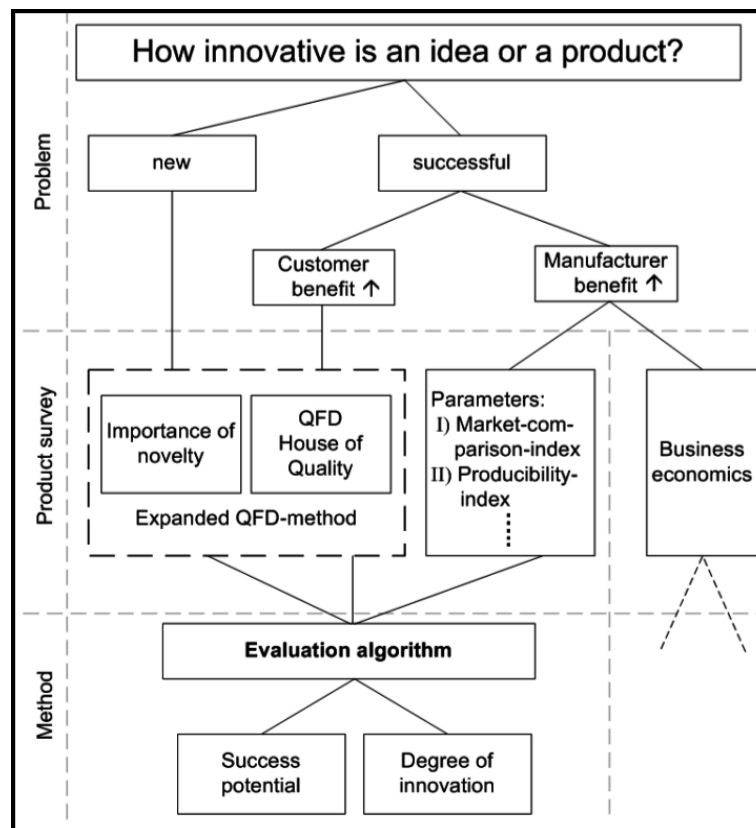 How innovative is an idea or a product?
Problem
new
successful
Customer
benefit ↑
Manufacturer
benefit ↑
Product survey
Importance of
novelty
QFD
House of
Quality
Expanded QFD-method
Parameters:
I) Market-com-
parison-index
II) Producibility-
index
Business
economics
Method
Evaluation algorithm
Success
potential
Degree of
innovation